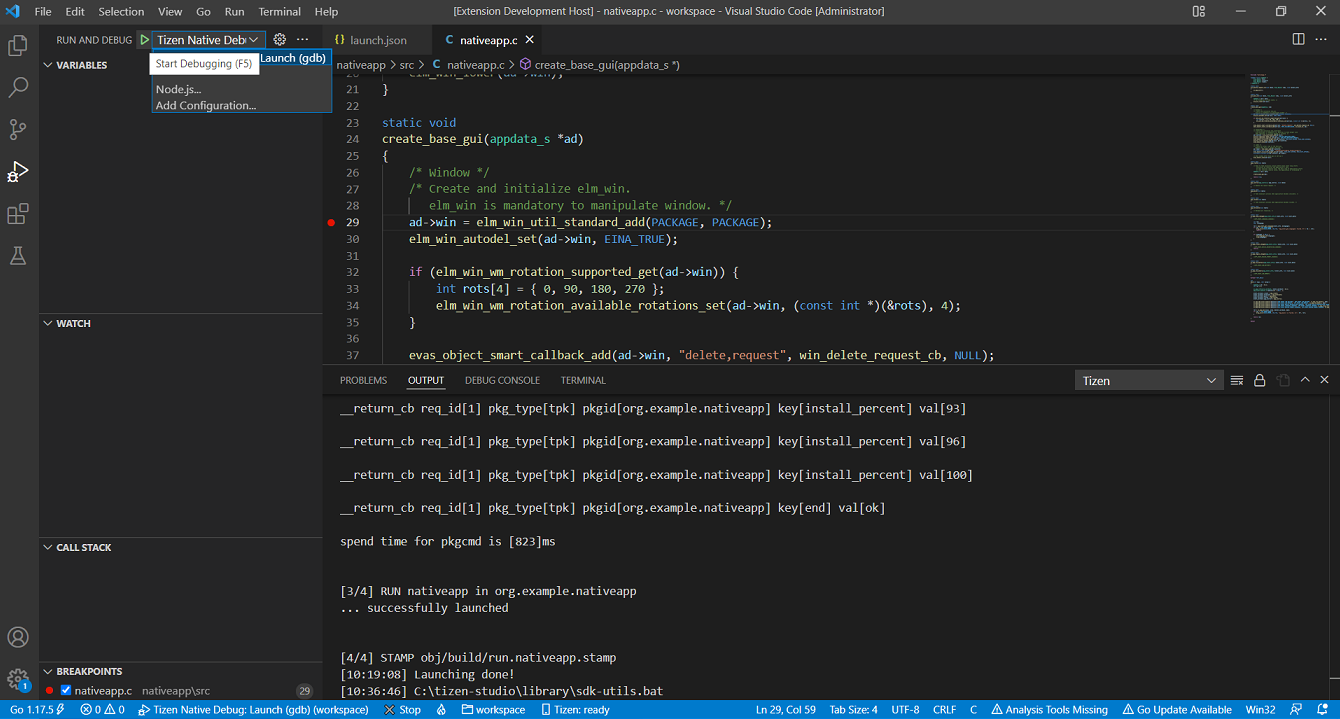 File Edit Selection View Go Run Terminal Help
[Extension Development Host] - nativeapp.c - workspace - Visual Studio Code [Administrator]
RUN AND DEBUG Tizen Native Deb
Start Debugging (F5) Launch (gdb)
Node.js...
Add Configuration...
VARIABLES
WATCH
CALL STACK
BREAKPOINTS
nativeapp.c nativeapp\src 29
{} launch.json C nativeapp.c
nativeapp > src > C nativeapp.c > create_base_gui(appdata_s *)
21 }
22
23 static void
24 create_base_gui(appdata_s *ad)
25 {
26 /* Window */
27 /* Create and initialize elm_win.
28 elm_win is mandatory to manipulate window. */
29 ad->win = elm_win_util_standard_add(PACKAGE, PACKAGE);
30 elm_win_autodel_set(ad->win, EINA_TRUE);
31
32 if (elm_win_wm_rotation_supported_get(ad->win)) {
33 int rots[4] = { 0, 90, 180, 270 };
34 elm_win_wm_rotation_available_rotations_set(ad->win, (const int *)(&rots), 4);
35 }
36
37 evas_object_smart_callback_add(ad->win, "delete,request", win_delete_request_cb, NULL);
PROBLEMS OUTPUT DEBUG CONSOLE TERMINAL Tizen
__return_cb req_id[1] pkg_type[tpk] pkgid[org.example.nativeapp] key[install_percent] val[93]
__return_cb req_id[1] pkg_type[tpk] pkgid[org.example.nativeapp] key[install_percent] val[96]
__return_cb req_id[1] pkg_type[tpk] pkgid[org.example.nativeapp] key[install_percent] val[100]
__return_cb req_id[1] pkg_type[tpk] pkgid[org.example.nativeapp] key[end] val[ok]
spend time for pkgcmd is [823]ms
[3/4] RUN nativeapp in org.example.nativeapp
... successfully launched
[4/4] STAMP obj/build/run.nativeapp.stamp
[10:19:08] Launching done!
[10:36:46] C:\tizen-studio\library\sdk-utils.bat
1
Go 1.17.5 0 0 Tizen Native Debug: Launch (gdb) (workspace) Stop workspace Tizen: ready Ln 29, Col 59 Tab Size: 4 UTF-8 CRLF C Analysis Tools Missing Go Update Available Win32